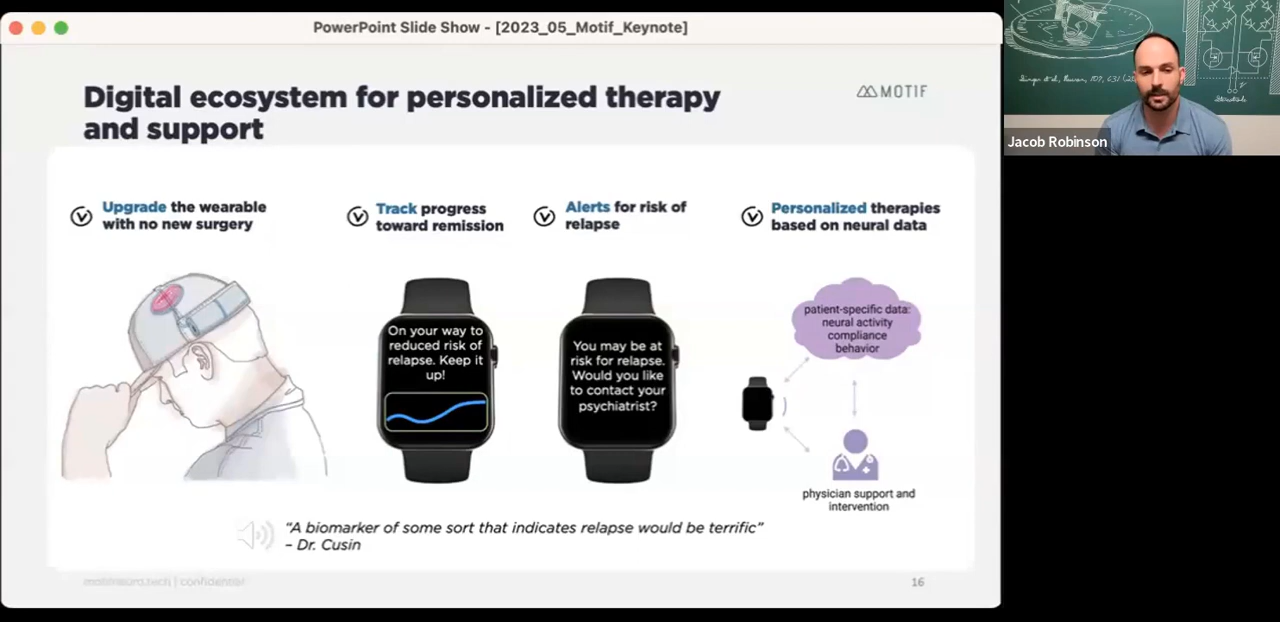 PowerPoint Slide Show - [2023_05_Motif_Keynote]
Digital ecosystem for personalized therapy
and support
MOTIF
Upgrade the wearable
with no new surgery
Track progress
toward remission
Alerts for risk of
relapse
Personalized therapies
based on neural data
On your way to
reduced risk of
relapse. Keep it
up!
You may be at
risk for relapse.
Would you like
to contact your
psychiatrist?
patient-specific data:
neural activity
compliance
behavior
physician support and
intervention
“A biomarker of some sort that indicates relapse would be terrific”
– Dr. Cusin
motifneuro.tech | confidential
16
Jacob Robinson